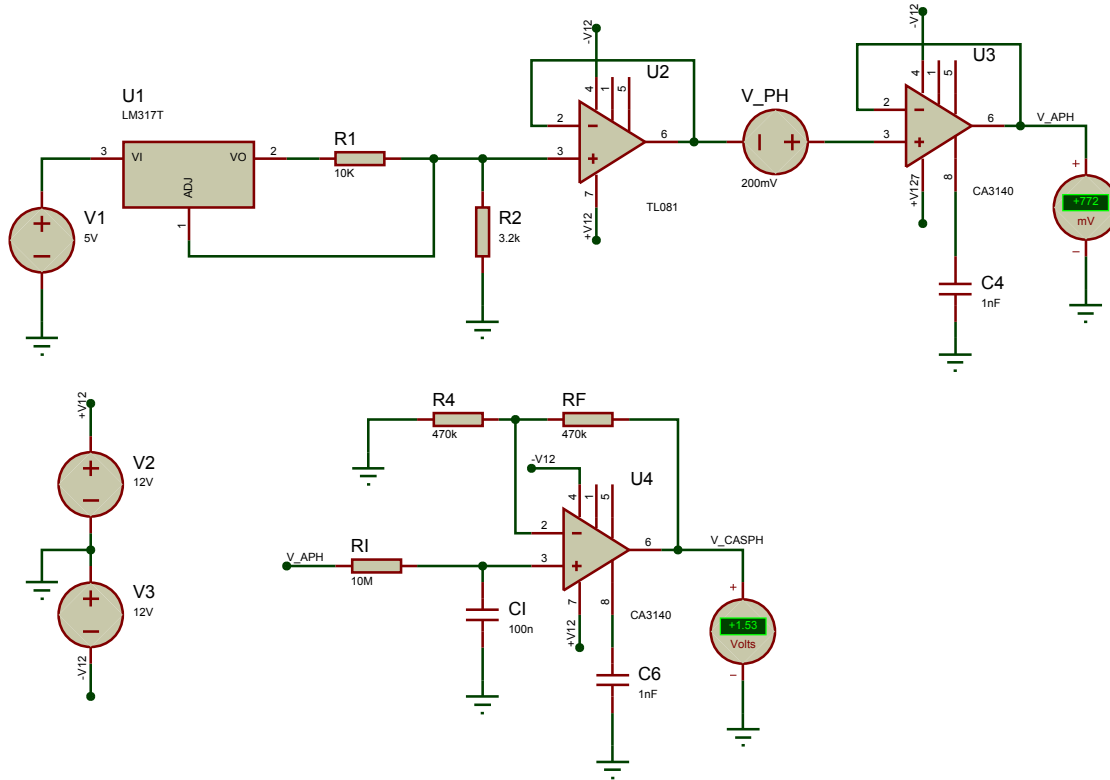 U1
LM317T
3
VI
VO
2
ADJ
1
R1
10K
V1
5V
R2
3.2k
-V12
4
1
5
U2
2
3
6
7
+V12
TL081
V_PH
200mV
-V12
4
1
5
U3
2
3
6
7
8
+V12
CA3140
V_APH
+772
mV
C4
1nF
+V12
V2
12V
V3
12V
-V12
R4
470k
RF
470k
-V12
4
1
5
U4
2
3
6
7
8
+V12
CA3140
V_APH
RI
10M
CI
100n
C6
1nF
V_CASPH
+1.53
Volts